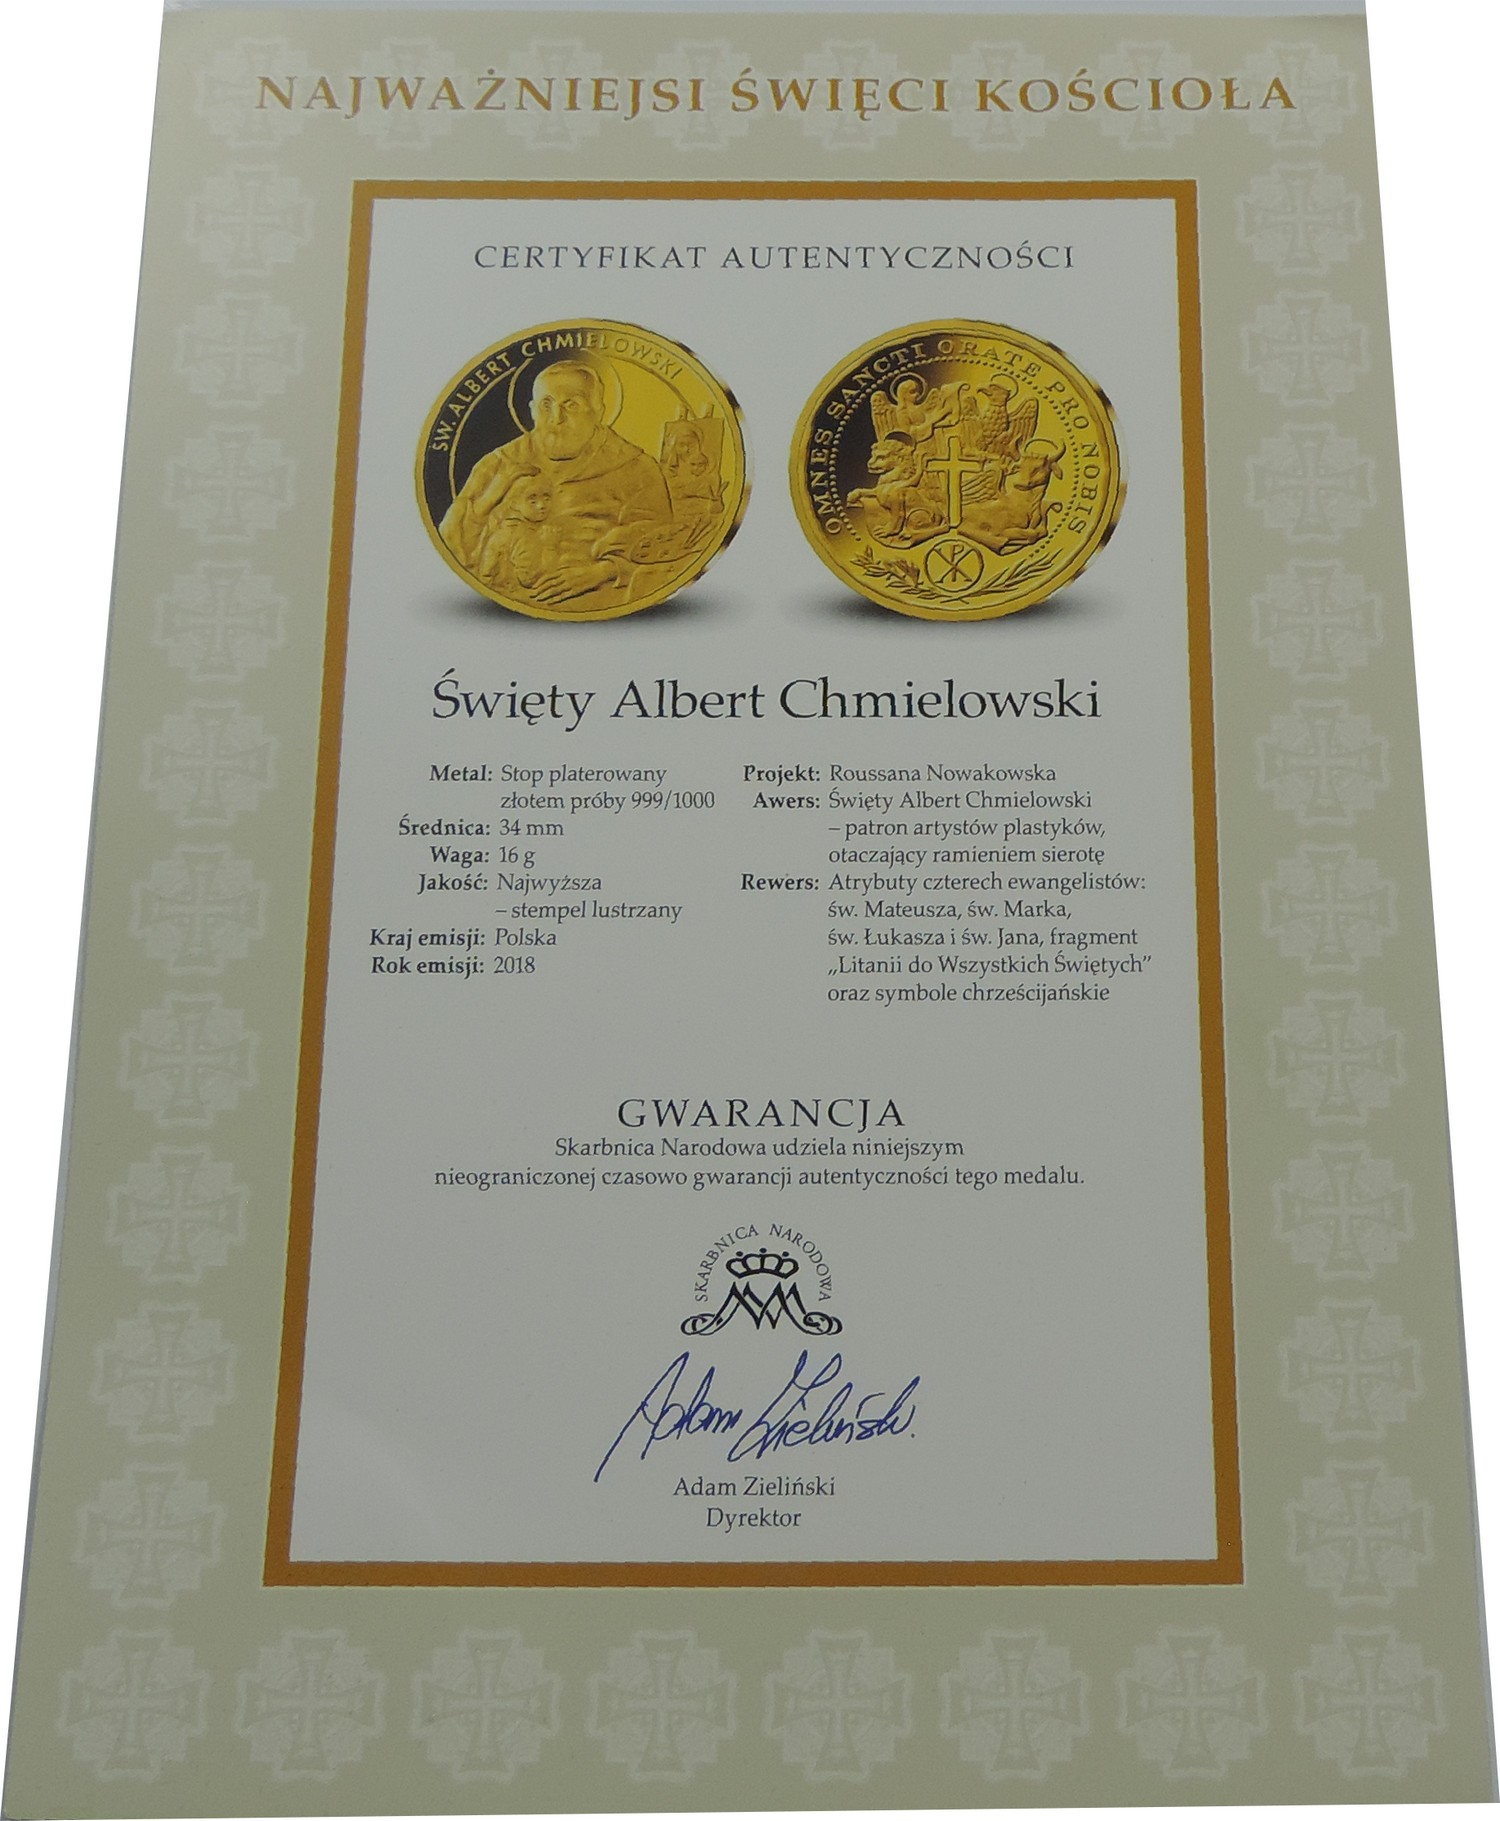 NAJWAŻNIEJSI ŚWIĘCI KOŚCIOŁA
CERTYFIKAT AUTENTYCZNOŚCI
ŚW. ALBERT CHMIELOWSKI
OMNES SANCTI ORATE PRO NOBIS
Święty Albert Chmielowski
Metal: Stop platerowany
złotem próby 999/1000
Średnica: 34 mm
Waga: 16 g
Jakość: Najwyższa
– stempel lustrzany
Kraj emisji: Polska
Rok emisji: 2018
Projekt: Roussana Nowakowska
Awers: Święty Albert Chmielowski
– patron artystów plastyków,
otaczający ramieniem sierotę
Rewers: Atrybuty czterech ewangelistów:
św. Mateusza, św. Marka,
św. Łukasza i św. Jana, fragment
„Litanii do Wszystkich Świętych”
oraz symbole chrześcijańskie
GWARANCJA
Skarbnica Narodowa udziela niniejszym
nieograniczonej czasowo gwarancji autentyczności tego medalu.
SKARBNICA NARODOWA
Adam Zieliński
Adam Zieliński
Dyrektor